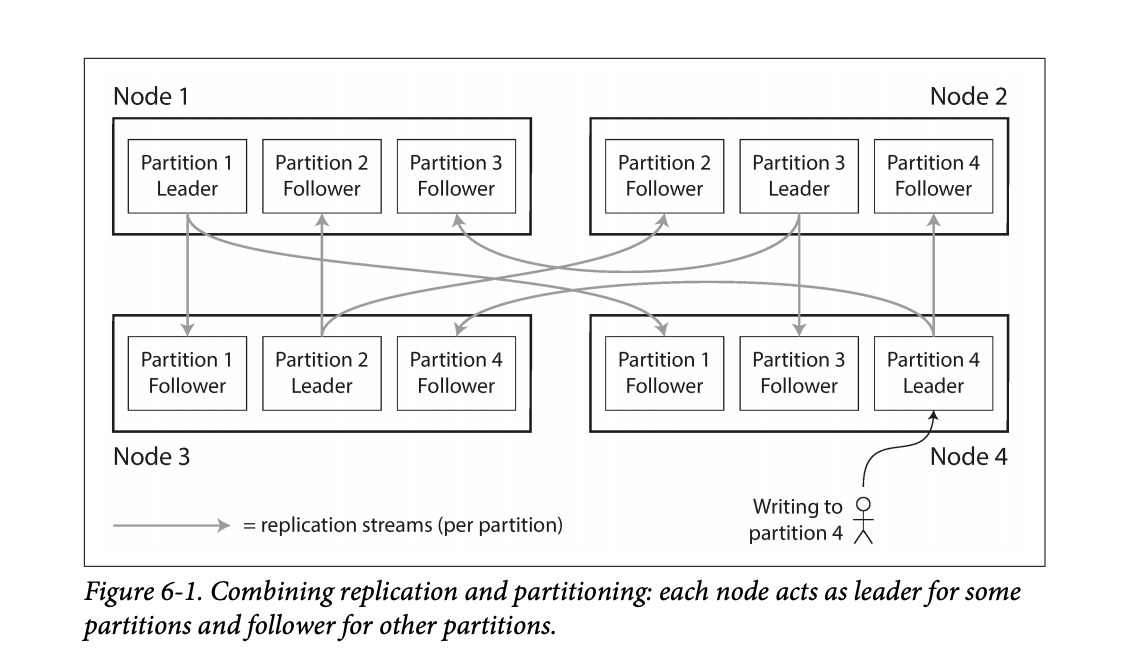 Node 1
Node 2
Partition 1
Leader
Partition 2
Follower
Partition 3
Follower
Partition 2
Follower
Partition 3
Leader
Partition 4
Follower
Partition 1
Follower
Partition 2
Leader
Partition 4
Follower
Partition 1
Follower
Partition 3
Follower
Partition 4
Leader
Node 3
Node 4
Writing to
partition 4
= replication streams (per partition)
Figure 6-1. Combining replication and partitioning: each node acts as leader for some
partitions and follower for other partitions.